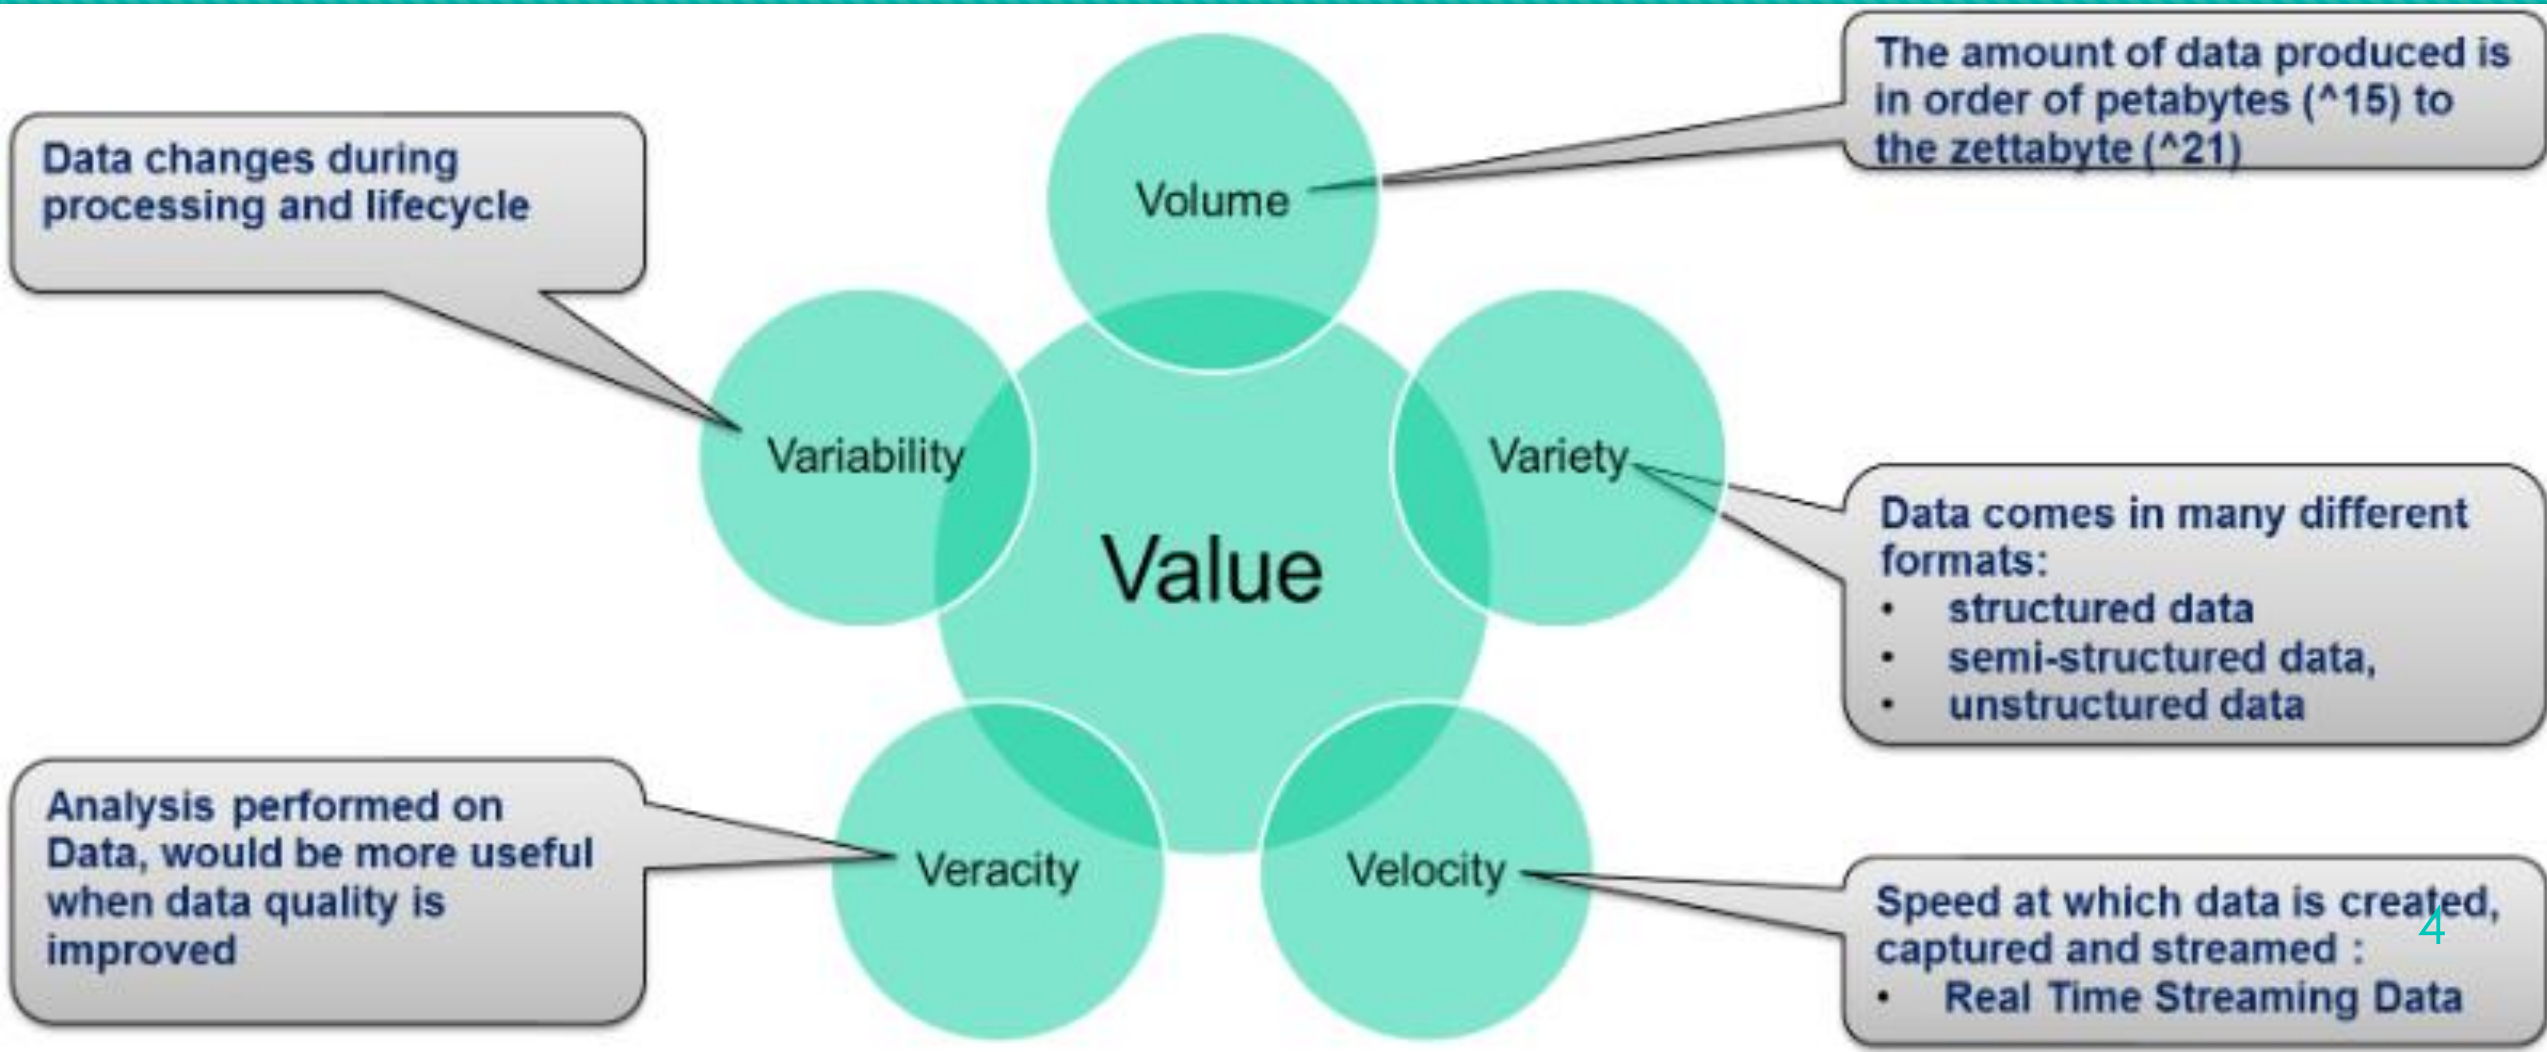 The amount of data produced is
in order of petabytes (^15) to
the zettabyte (^21)
Volume
Data changes during
processing and lifecycle
Variability
Variety
Value
Data comes in many different
formats:
• structured data
• semi-structured data,
• unstructured data
Analysis performed on
Data, would be more useful
when data quality is
improved
Veracity
Velocity
Speed at which data is created,
captured and streamed :
• Real Time Streaming Data
4